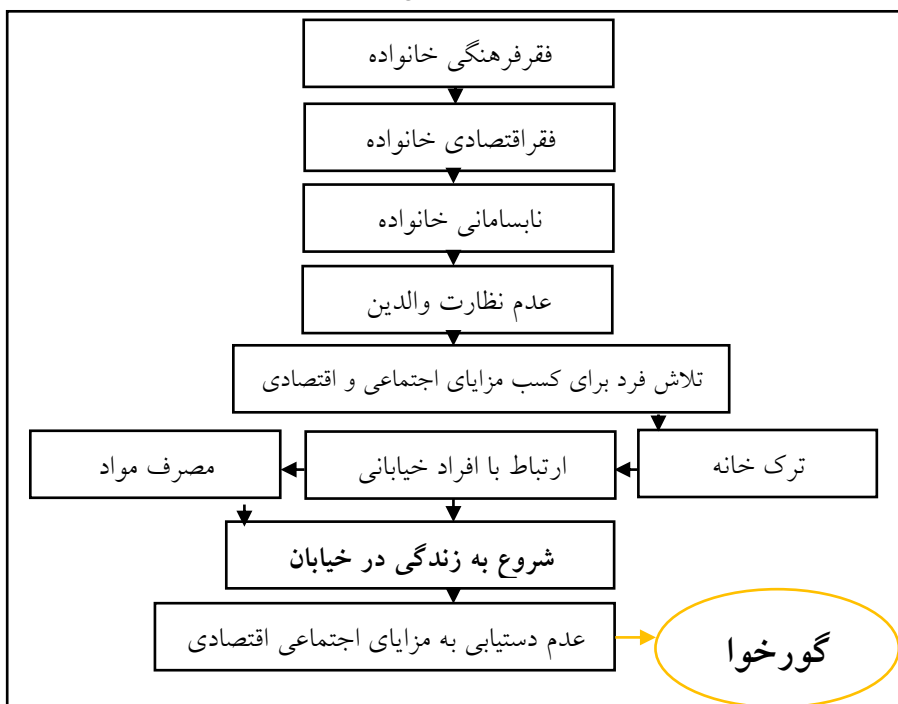 فقرفرهنگی خانواده
فقراقتصادی خانواده
نابسامانی خانواده
عدم نظارت والدین
تلاش فرد برای کسب مزایای اجتماعی و اقتصادی
ترک خانه
ارتباط با افراد خیابانی
مصرف مواد
شروع به زندگی در خیابان
عدم دستیابی به مزایای اجتماعی اقتصادی
گورخوا